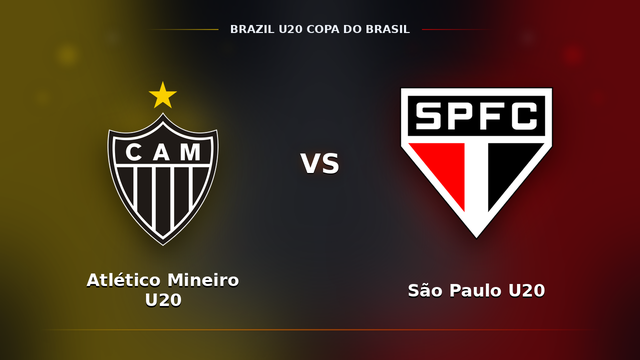 BRAZIL U20 COPA DO BRASIL
CAM
SPFC
VS
Atlético Mineiro
U20
São Paulo U20